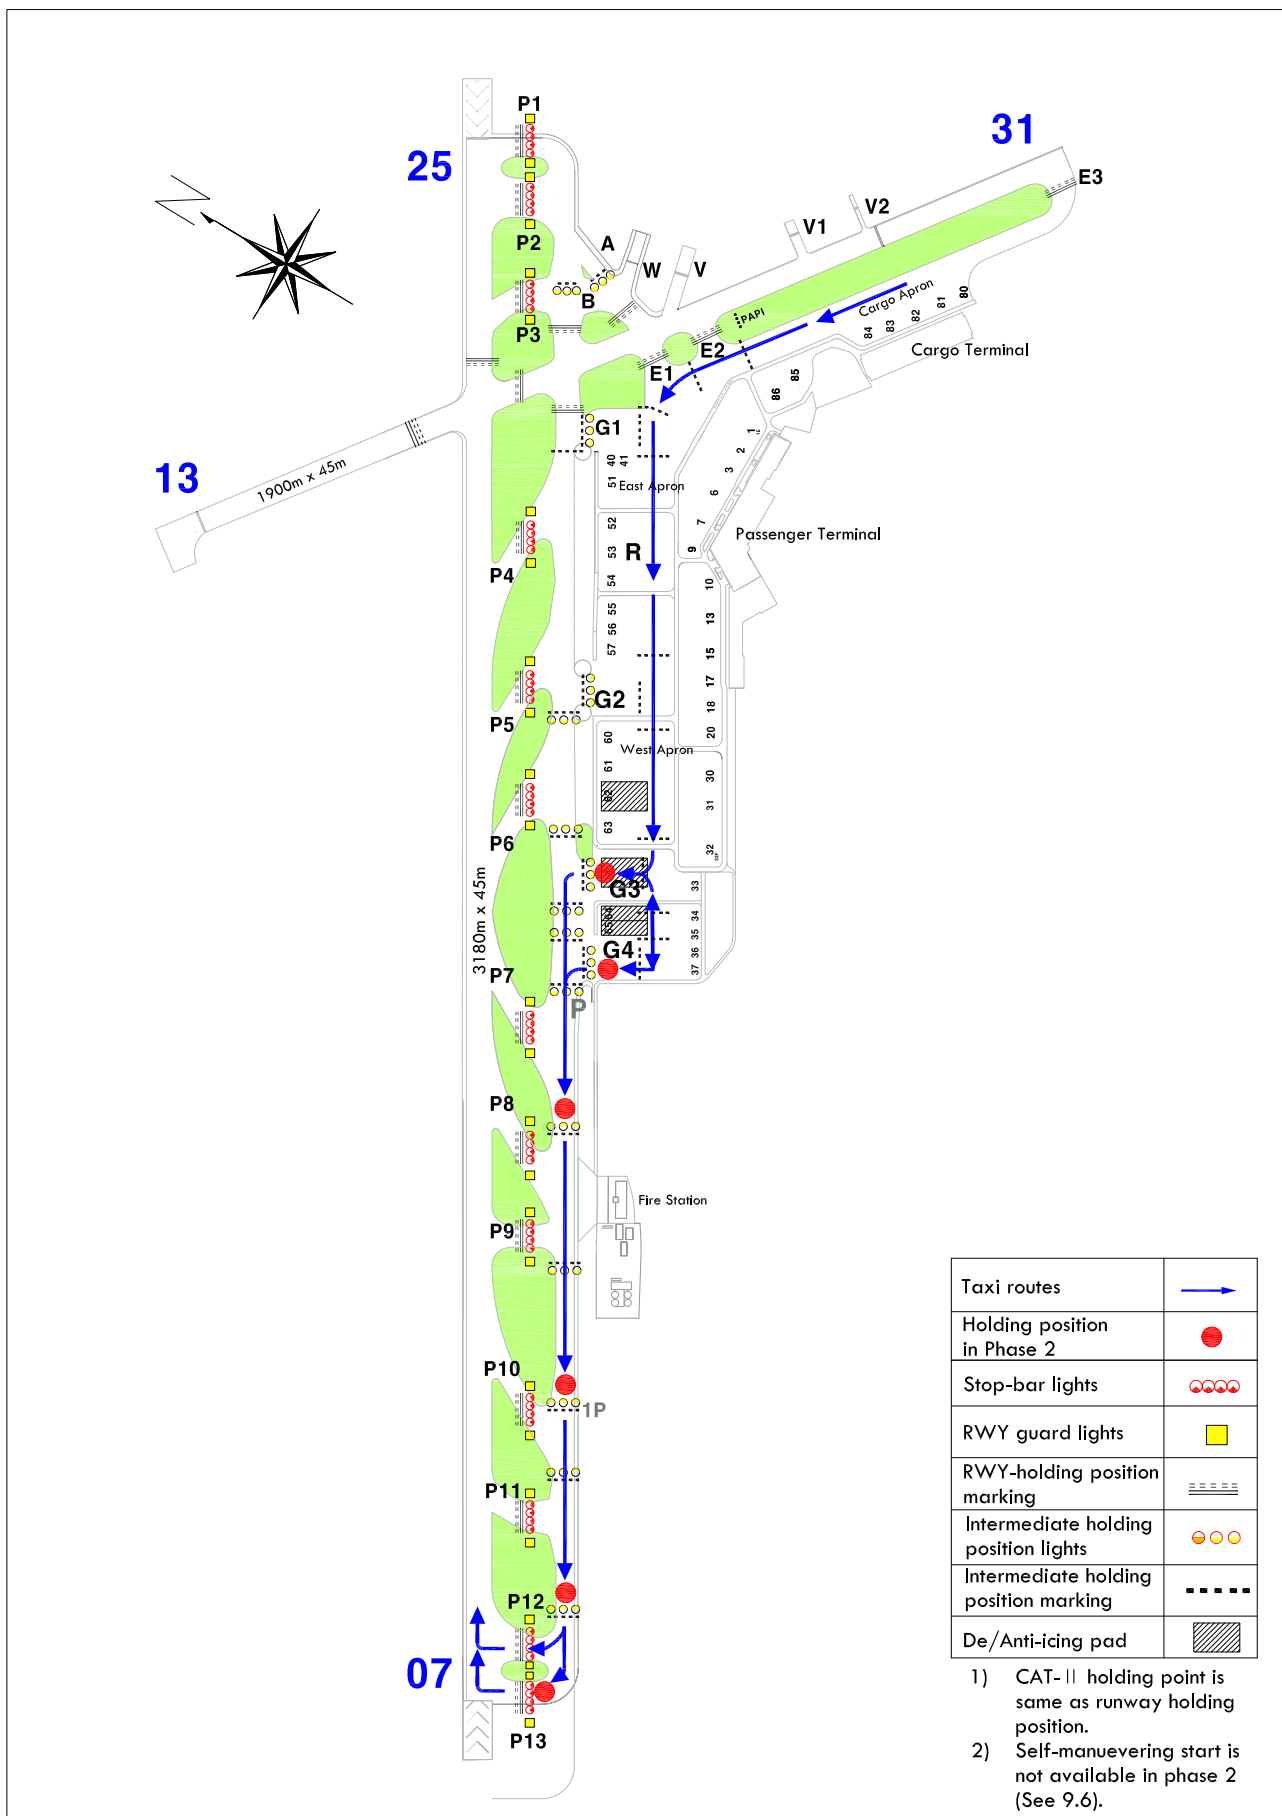 P1
25
31
E3
P2
A
W
V
V1
V2
B
P3
PAPI
Cargo Apron
80
81
82
83
84
Cargo Terminal
E1
E2
85
86
G1
13
1900m x 45m
40
41
51
East Apron
1
2
3
6
7
9
Passenger Terminal
52
53
54
R
P4
10
13
15
17
18
20
55
56
57
G2
P5
60
West Apron
61
62
63
30
31
32
32F
P6
G3
33
3180m x 45m
64
65
34
35
36
37
G4
P7
P
P8
Fire Station
P9
P10
1P
P11
P12
07
P13
Taxi routes
Holding position
in Phase 2
Stop-bar lights
RWY guard lights
RWY-holding position
marking
Intermediate holding
position lights
Intermediate holding
position marking
De/Anti-icing pad
1) CAT-II holding point is
same as runway holding
position.
2) Self-manuevering start is
not available in phase 2
(See 9.6).